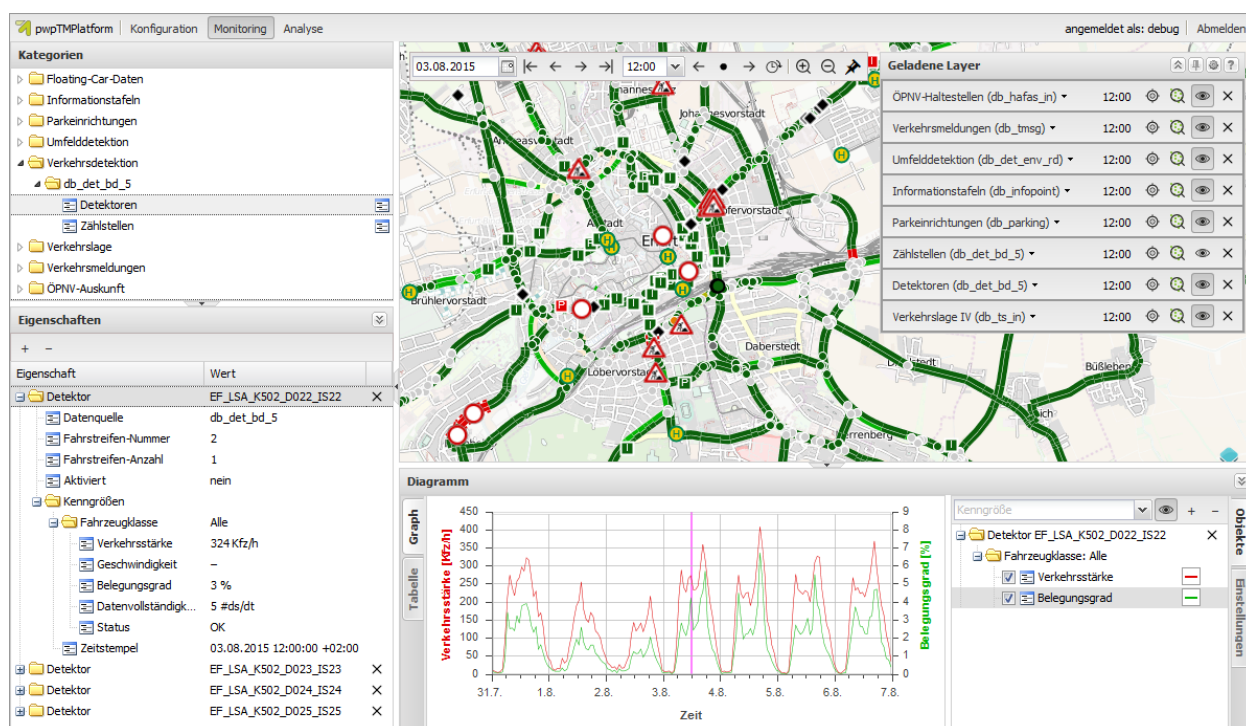 pwpTMPlatform Konfiguration Monitoring Analyse angemeldet als: debug Abmelden
Kategorien
Floating-Car-Daten
Informationstafeln
Parkeinrichtungen
Umfelddetektion
Verkehrsdetektion
db_det_bd_5
Detektoren
Zählstellen
Verkehrslage
Verkehrsmeldungen
ÖPNV-Auskunft
Eigenschaften
+ −
Eigenschaft Wert
Detektor EF_LSA_K502_D022_IS22
Datenquelle db_det_bd_5
Fahrstreifen-Nummer 2
Fahrstreifen-Anzahl 1
Aktiviert nein
Kenngrößen
Fahrzeugklasse Alle
Verkehrsstärke 324 Kfz/h
Geschwindigkeit –
Belegungsgrad 3 %
Datenvollständigk... 5 #ds/dt
Status OK
Zeitstempel 03.08.2015 12:00:00 +02:00
Detektor EF_LSA_K502_D023_IS23
Detektor EF_LSA_K502_D024_IS24
Detektor EF_LSA_K502_D025_IS25
03.08.2015 12:00
Johannesvorstadt
Brühlervorstadt
Löbervorstadt
Daberstedt
Büßleben
Geladene Layer
ÖPNV-Haltestellen (db_hafas_in) 12:00
Verkehrsmeldungen (db_tmsg) 12:00
Umfelddetektion (db_det_env_rd) 12:00
Informationstafeln (db_infopoint) 12:00
Parkeinrichtungen (db_parking) 12:00
Zählstellen (db_det_bd_5) 12:00
Detektoren (db_det_bd_5) 12:00
Verkehrslage IV (db_ts_in) 12:00
Diagramm
Graph
Tabelle
Verkehrsstärke [Kfz/h]
450
400
350
300
250
200
150
100
50
0
9
8
7
6
5
4
3
2
1
0
Belegungsgrad [%]
31.7. 1.8. 2.8. 3.8. 4.8. 5.8. 6.8. 7.8.
Zeit
Kenngröße + −
Detektor EF_LSA_K502_D022_IS22
Fahrzeugklasse: Alle
Verkehrsstärke
Belegungsgrad
Objekte
Einstellungen